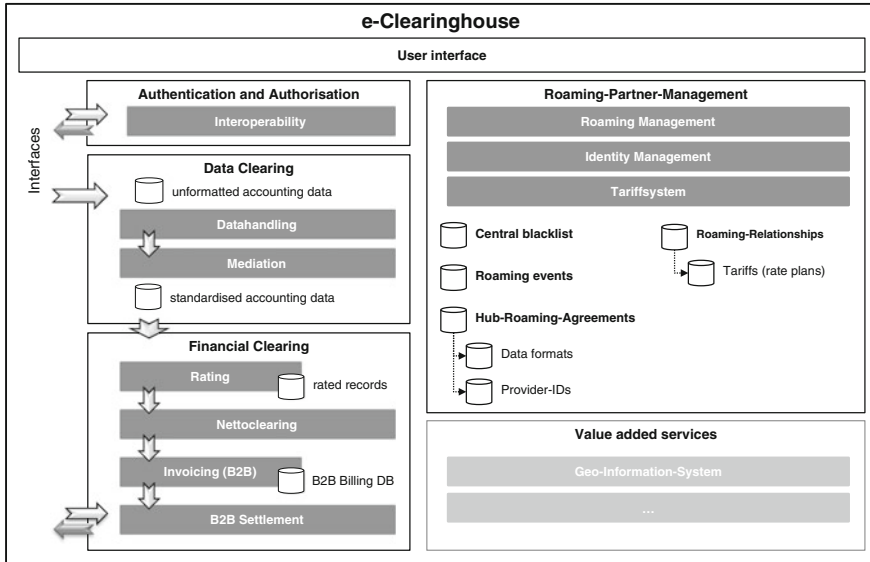 e-Clearinghouse
User interface
Interfaces
Authentication and Authorisation
Interoperability
Data Clearing
unformatted accounting data
Datahandling
Mediation
standardised accounting data
Financial Clearing
Rating
rated records
Nettoclearing
Invoicing (B2B)
B2B Billing DB
B2B Settlement
Roaming-Partner-Management
Roaming Management
Identity Management
Tariffsystem
Central blacklist
Roaming-Relationships
Roaming events
Tariffs (rate plans)
Hub-Roaming-Agreements
Data formats
Provider-IDs
Value added services
Geo-Information-System
...